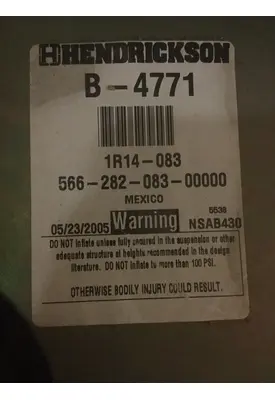 HENDRICKSON
B-4771
1R14-083
566-282-083-00000
MEXICO
5538
05/23/2005 Warning NSAB430
DO NOT inflate unless fully secured in the suspension or other
adequate structure at heights recommended in the design
literature. DO NOT inflate to more than 100 PSI.
OTHERWISE BODILY INJURY COULD RESULT.